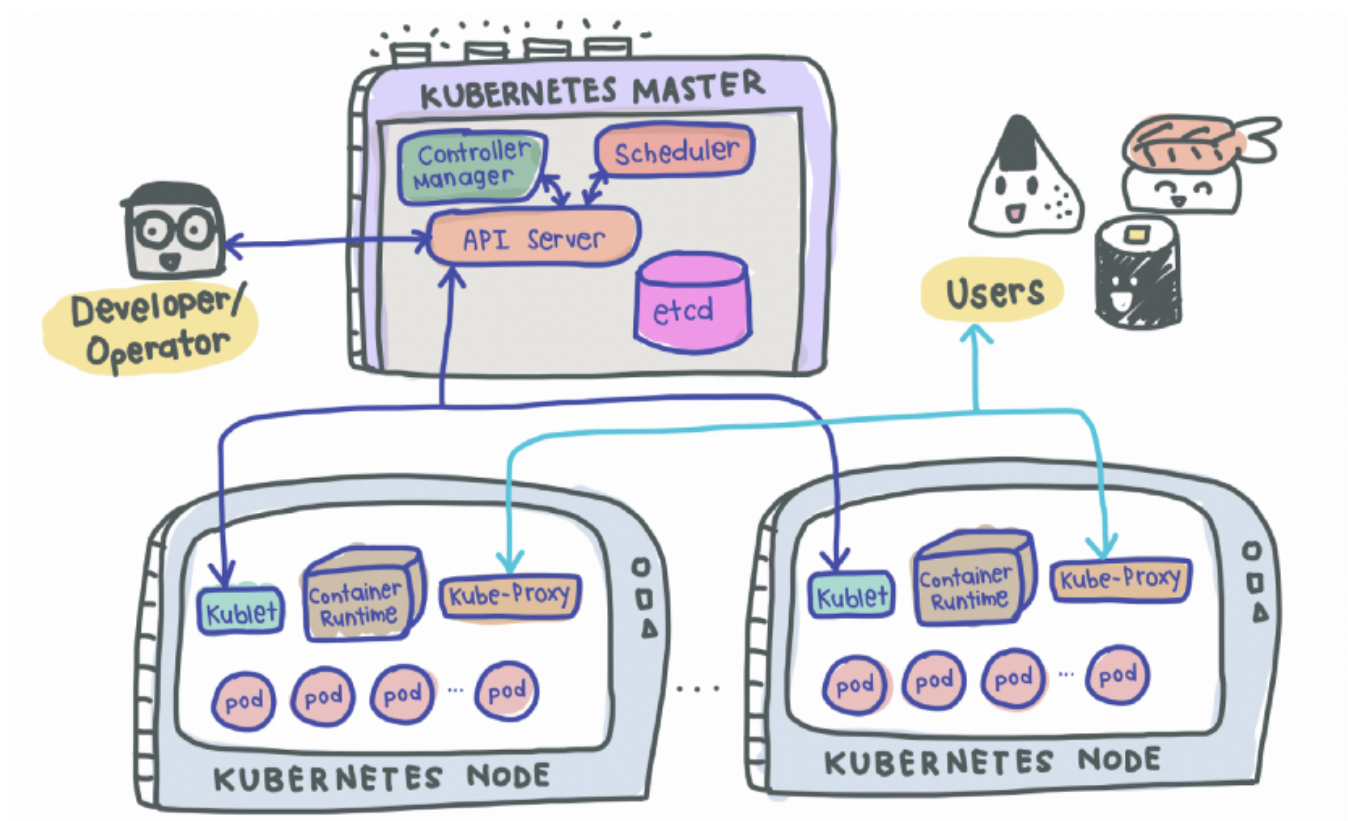 KUBERNETES MASTER
Controller
Manager
Scheduler
API Server
etcd
Developer/
Operator
Users
Kublet
Container
Runtime
Kube-Proxy
pod
pod
pod
...
pod
KUBERNETES NODE
...
Kublet
Container
Runtime
Kube-Proxy
pod
pod
pod
...
pod
KUBERNETES NODE